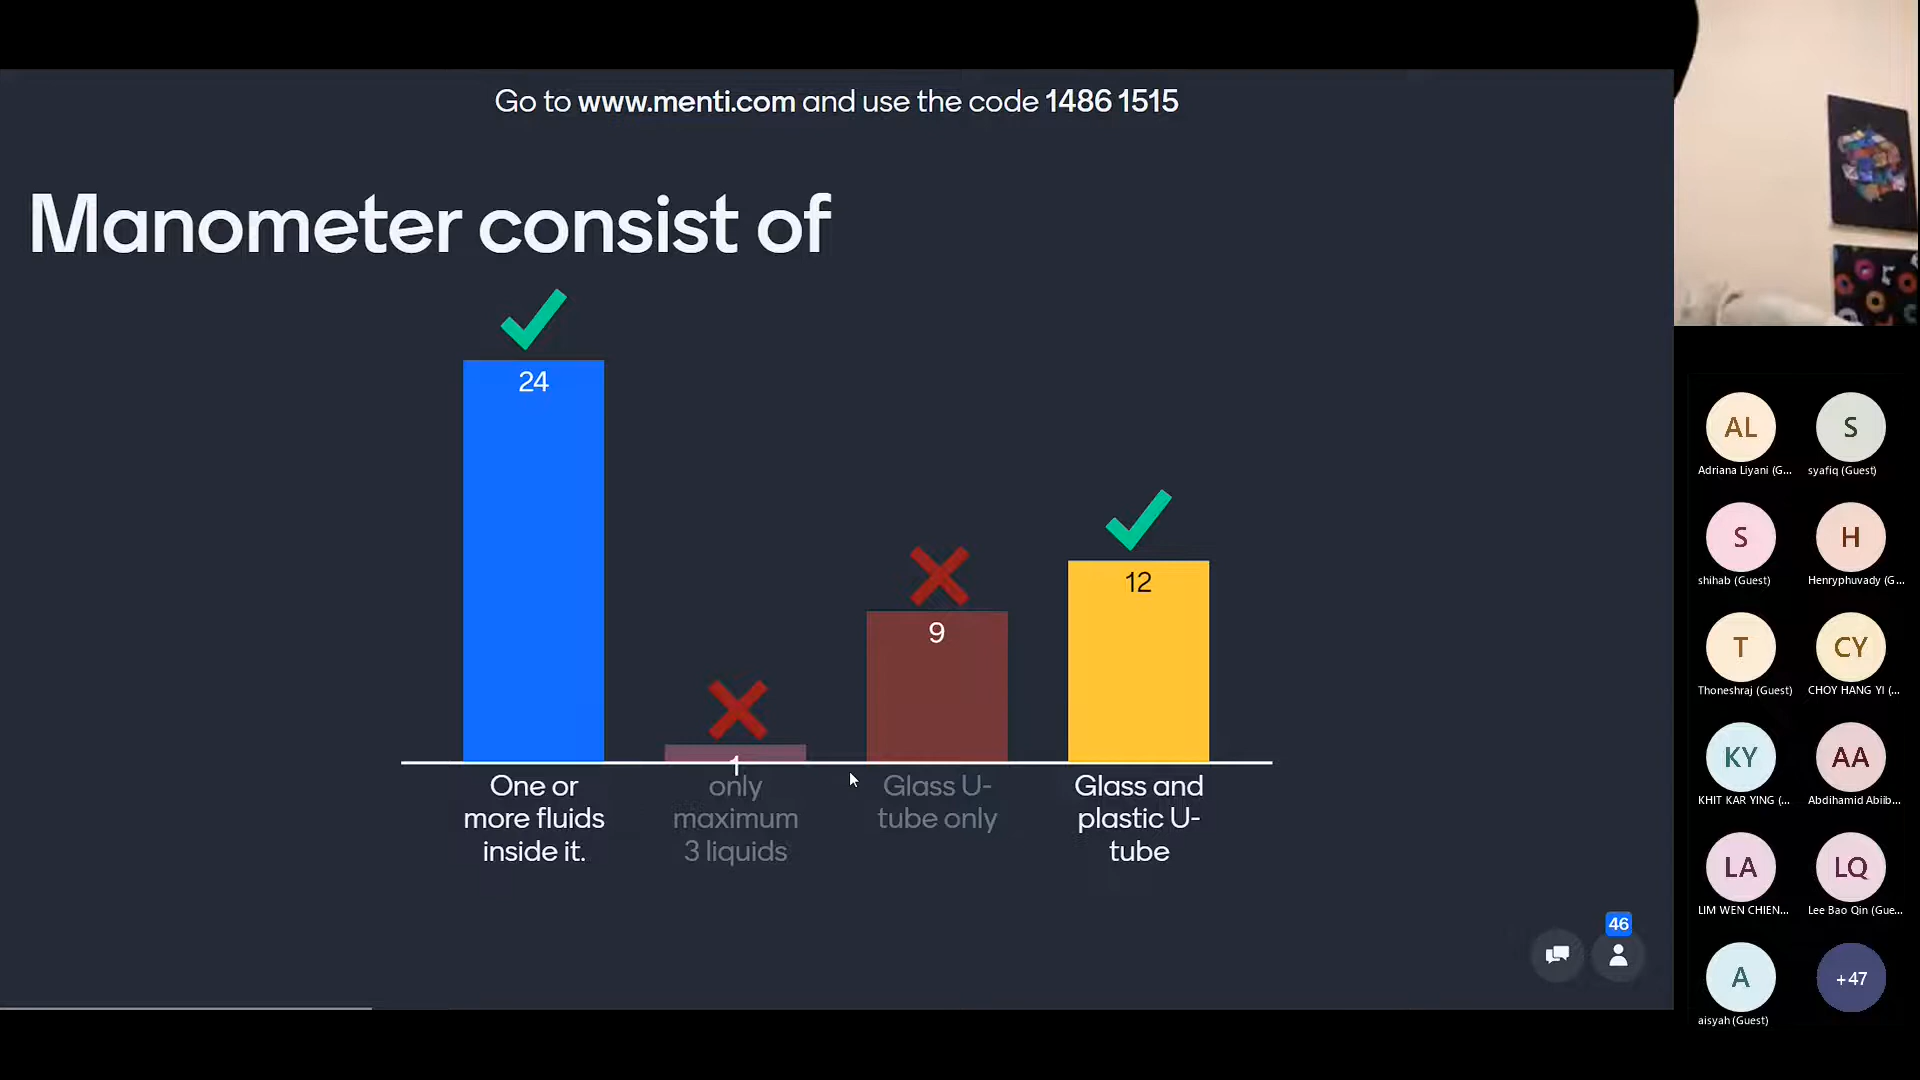 Go to www.menti.com and use the code 1486 1515
Manometer consist of
24
1
9
12
One or
more fluids
inside it.
only
maximum
3 liquids
Glass U-
tube only
Glass and
plastic U-
tube
46
AL
Adriana Liyani (G...
S
syafiq (Guest)
S
shihab (Guest)
H
Henryphuvady (G...
T
Thoneshraj (Guest)
CY
CHOY HANG YI (...
KY
KHIT KAR YING (...
AA
Abdihamid Abiib...
LA
LIM WEN CHIEN...
LQ
Lee Bao Qin (Gue...
A
aisyah (Guest)
+47